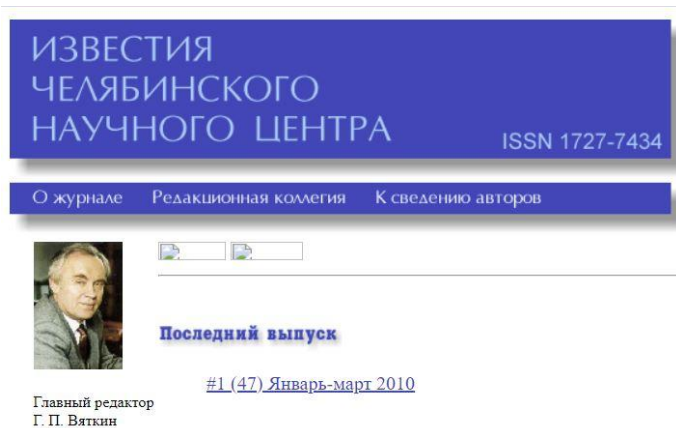 ИЗВЕСТИЯ
ЧЕЛЯБИНСКОГО
НАУЧНОГО ЦЕНТРА
ISSN 1727-7434
О журнале Редакционная коллегия К сведению авторов
Последний выпуск
#1 (47) Январь-март 2010
Главный редактор
Г. П. Вяткин